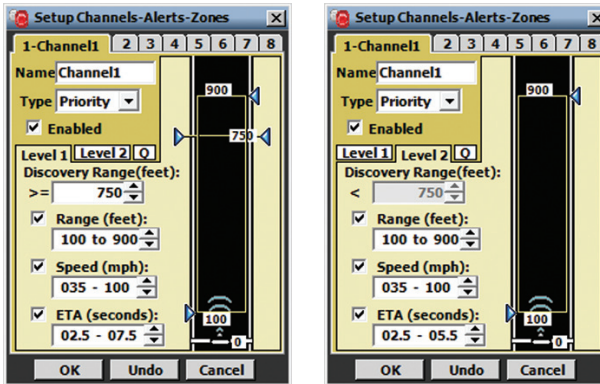 Setup Channels-Alerts-Zones
1-Channel1 2 3 4 5 6 7 8
Name Channel1
Type Priority
Enabled
Level 1 Level 2 Q
Discovery Range(feet):
>= 750
Range (feet):
100 to 900
Speed (mph):
035 - 100
ETA (seconds):
02.5 - 07.5
900
750
100
0
OK Undo Cancel
Setup Channels-Alerts-Zones
1-Channel1 2 3 4 5 6 7 8
Name Channel1
Type Priority
Enabled
Level 1 Level 2 Q
Discovery Range(feet):
< 750
Range (feet):
100 to 900
Speed (mph):
035 - 100
ETA (seconds):
02.5 - 05.5
900
100
0
OK Undo Cancel